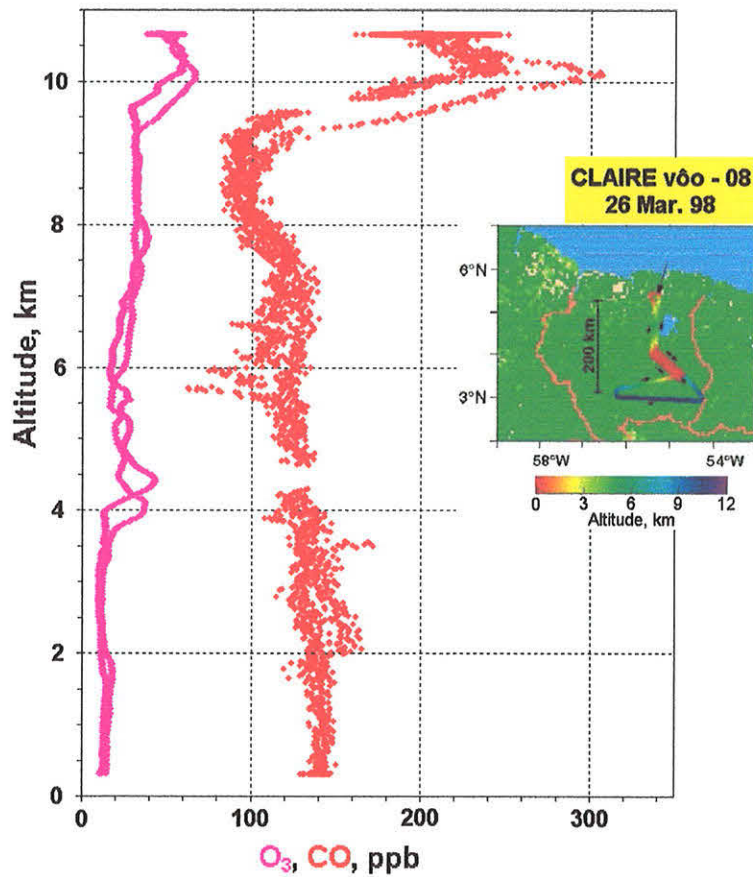 10
8
6
4
2
0
Altitude, km
0
100
200
300
O₃, CO, ppb
CLAIRE vôo - 08
26 Mar. 98
6°N
3°N
200 km
58°W
54°W
0
3
6
9
12
Altitude, km